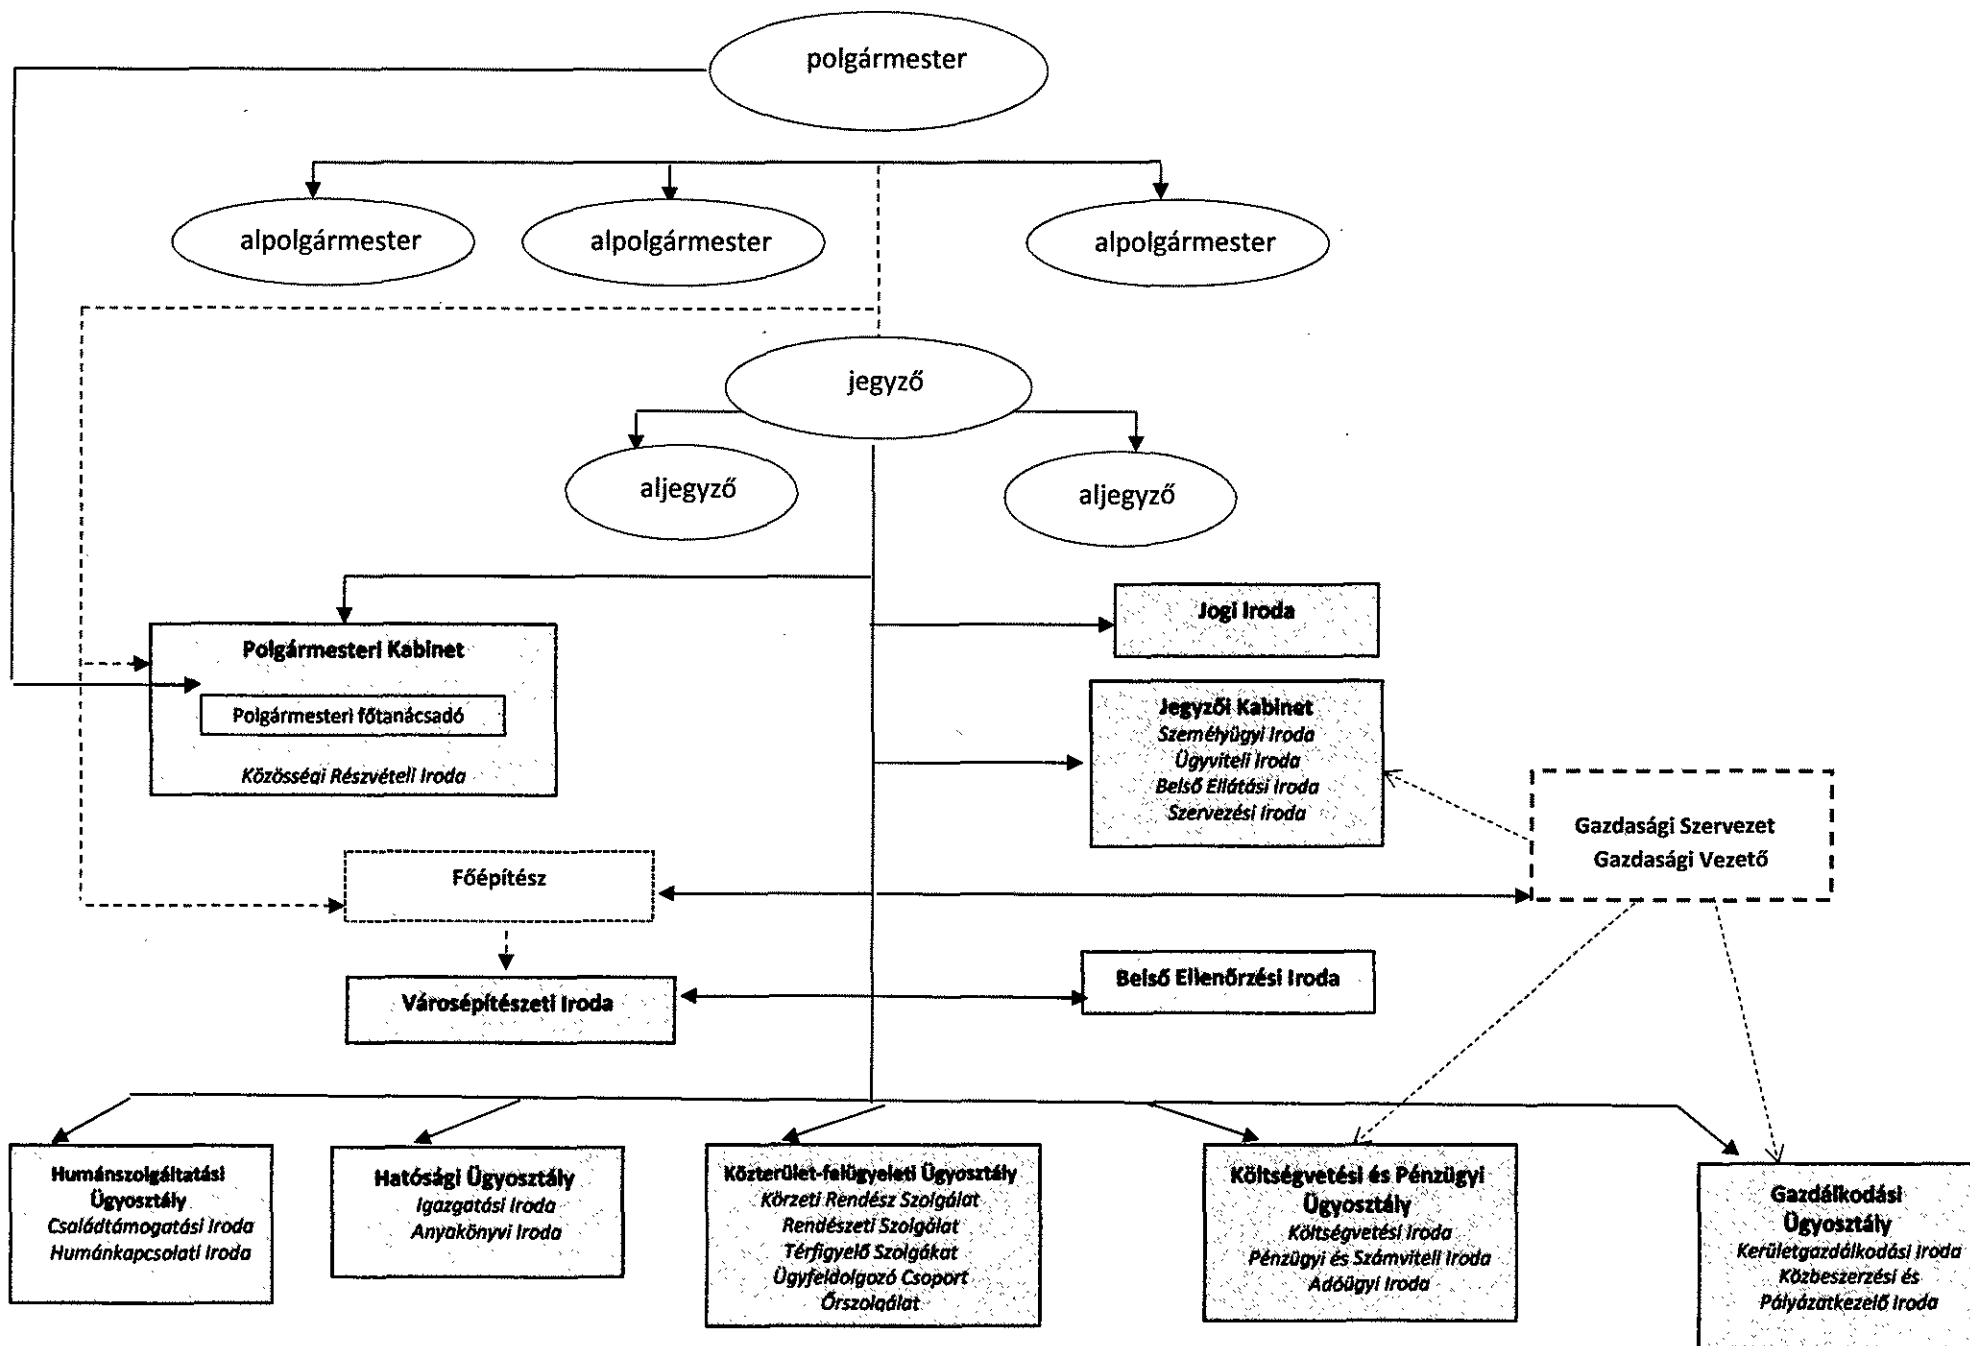 polgármester
alpolgármester
alpolgármester
alpolgármester
jegyző
aljegyző
aljegyző
Jogi Iroda
Polgármesteri Kabinet
Polgármesteri főtanácsadó
Közösségi Részvételi Iroda
Jegyzői Kabinet
Személyügyi Iroda
Ügyviteli Iroda
Belső Ellátási Iroda
Szervezési Iroda
Gazdasági Szervezet
Gazdasági Vezető
Főépítész
Városépítészeti Iroda
Belső Ellenőrzési Iroda
Humánszolgáltatási
Ügyosztály
Családtámogatási Iroda
Humánkapcsolati Iroda
Hatósági Ügyosztály
Igazgatási Iroda
Anyakönyvi Iroda
Közterület-felügyeleti Ügyosztály
Körzeti Rendész Szolgálat
Rendészeti Szolgálat
Térfigyelő Szolgákat
Ügyfeldolgozó Csoport
Őrszolgálat
Költségvetési és Pénzügyi
Ügyosztály
Költségvetési Iroda
Pénzügyi és Számviteli Iroda
Adóügyi Iroda
Gazdálkodási
Ügyosztály
Kerületgazdálkodási Iroda
Közbeszerzési és
Pályázatkezelő Iroda